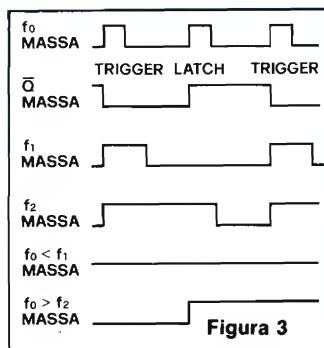 f₀
MASSA
TRIGGER LATCH TRIGGER
Q̅
MASSA
f₁
MASSA
f₂
MASSA
f₀ < f₁
MASSA
f₀ > f₂
MASSA
Figura 3